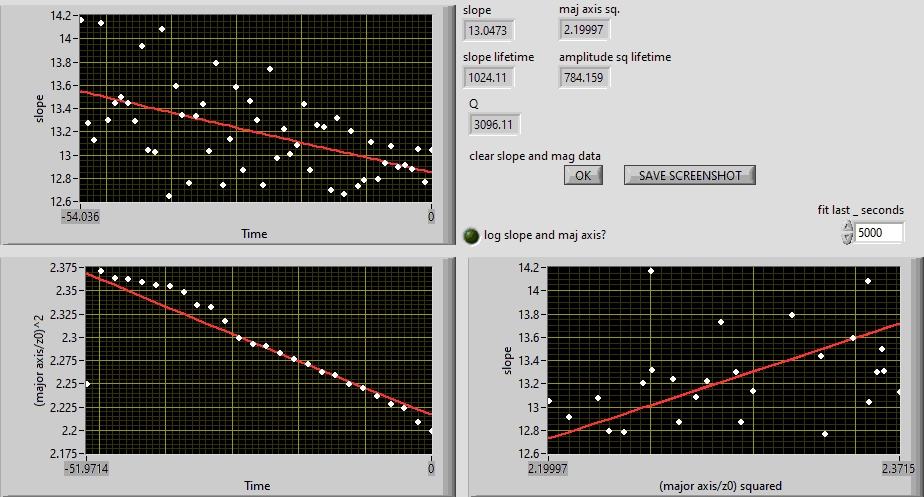 slope
13.0473
maj axis sq.
2.19997
slope lifetime
1024.11
amplitude sq lifetime
784.159
Q
3096.11
clear slope and mag data
OK
SAVE SCREENSHOT
fit last _ seconds
5000
log slope and maj axis?
14.2
14
13.8
13.6
13.4
13.2
13
12.8
12.6
slope
-54.036
0
Time
2.375
2.35
2.325
2.3
2.275
2.25
2.225
2.2
2.175
(major axis/z0)^2
-51.9714
0
Time
14.2
14
13.8
13.6
13.4
13.2
13
12.8
12.6
slope
2.19997
2.3715
(major axis/z0) squared